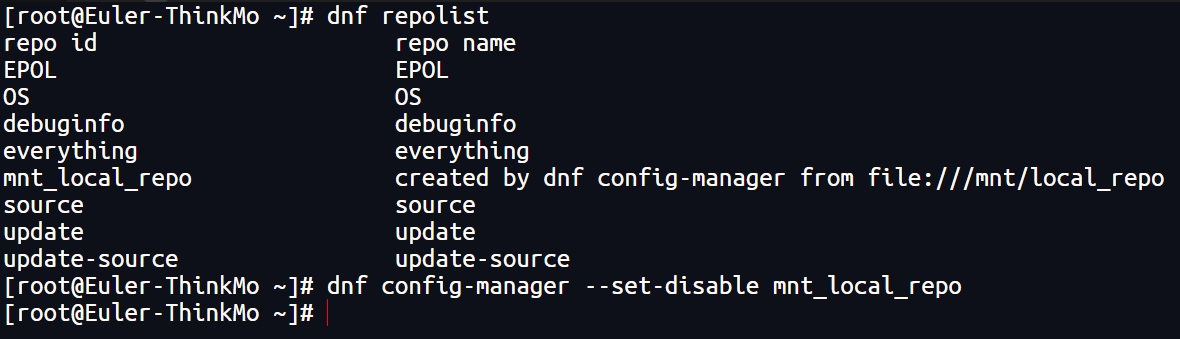 [root@Euler-ThinkMo ~]# dnf repolist
repo id                      repo name
EPOL                         EPOL
OS                           OS
debuginfo                    debuginfo
everything                   everything
mnt_local_repo               created by dnf config-manager from file:///mnt/local_repo
source                       source
update                       update
update-source                update-source
[root@Euler-ThinkMo ~]# dnf config-manager --set-disable mnt_local_repo
[root@Euler-ThinkMo ~]#